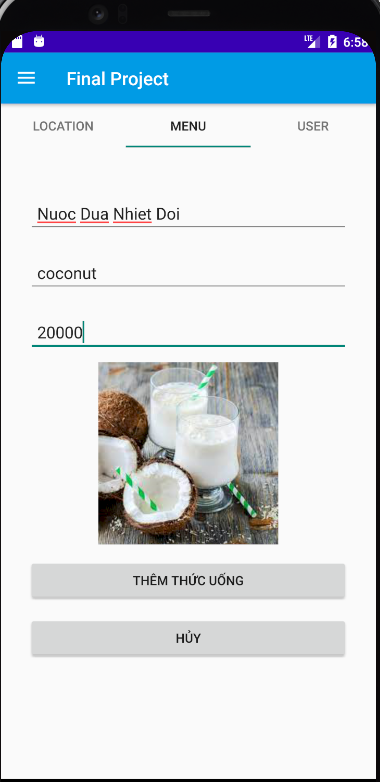 LTE 6:58
Final Project
LOCATION MENU USER
Nuoc Dua Nhiet Doi
coconut
20000
THÊM THỨC UỐNG
HỦY